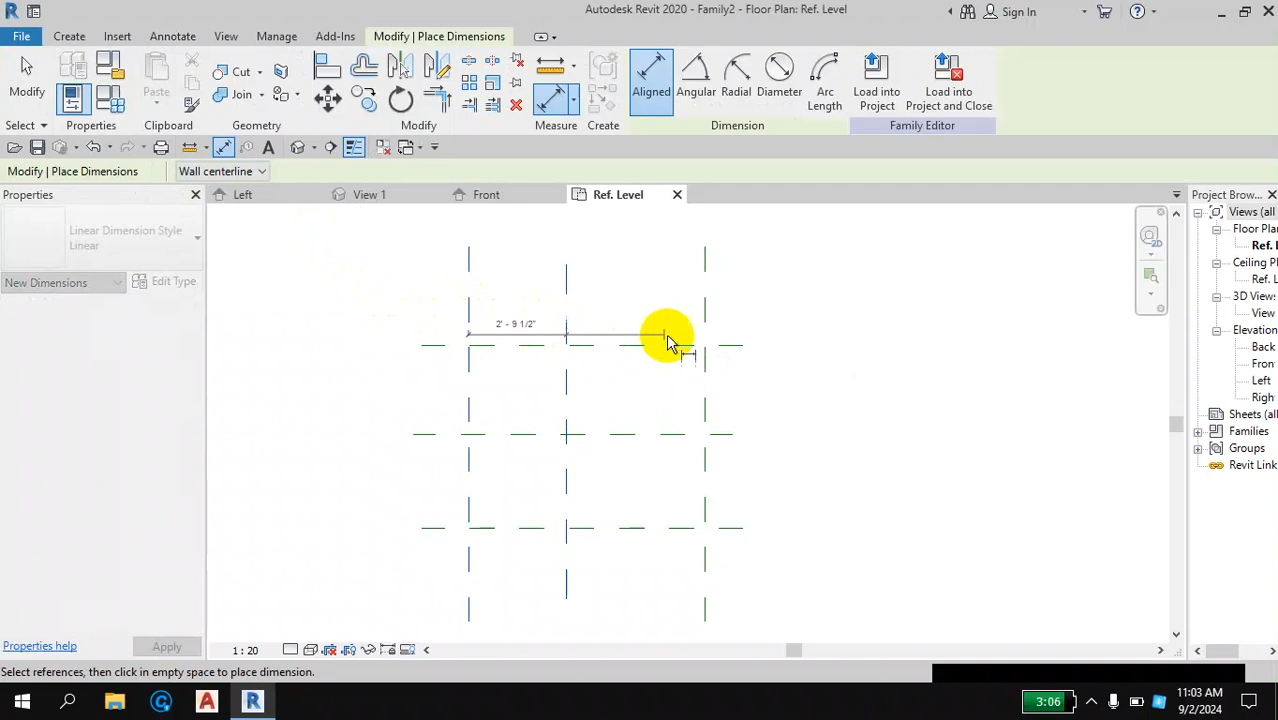 Autodesk Revit 2020 - Family2 - Floor Plan: Ref. Level
Sign In
File Create Insert Annotate View Manage Add-Ins Modify | Place Dimensions
Modify Paste Cut Join Aligned Angular Radial Diameter Arc Length Load into Project Load into Project and Close
Select Properties Clipboard Geometry Modify Measure Create Dimension Family Editor
A
Modify | Place Dimensions Wall centerline
Properties Left View 1 Front Ref. Level Project Brow...
Linear Dimension Style
Linear
New Dimensions Edit Type
2D
Views (all
Floor Plan
Ref. L
Ceiling P
Ref. L
3D Views
View
Elevation
Back
Fron
Left
Righ
Sheets (all
Families
Groups
Revit Link
2' - 9 1/2"
Properties help Apply 1 : 20
Select references, then click in empty space to place dimension.
A R 3:06 11:03 AM
9/2/2024